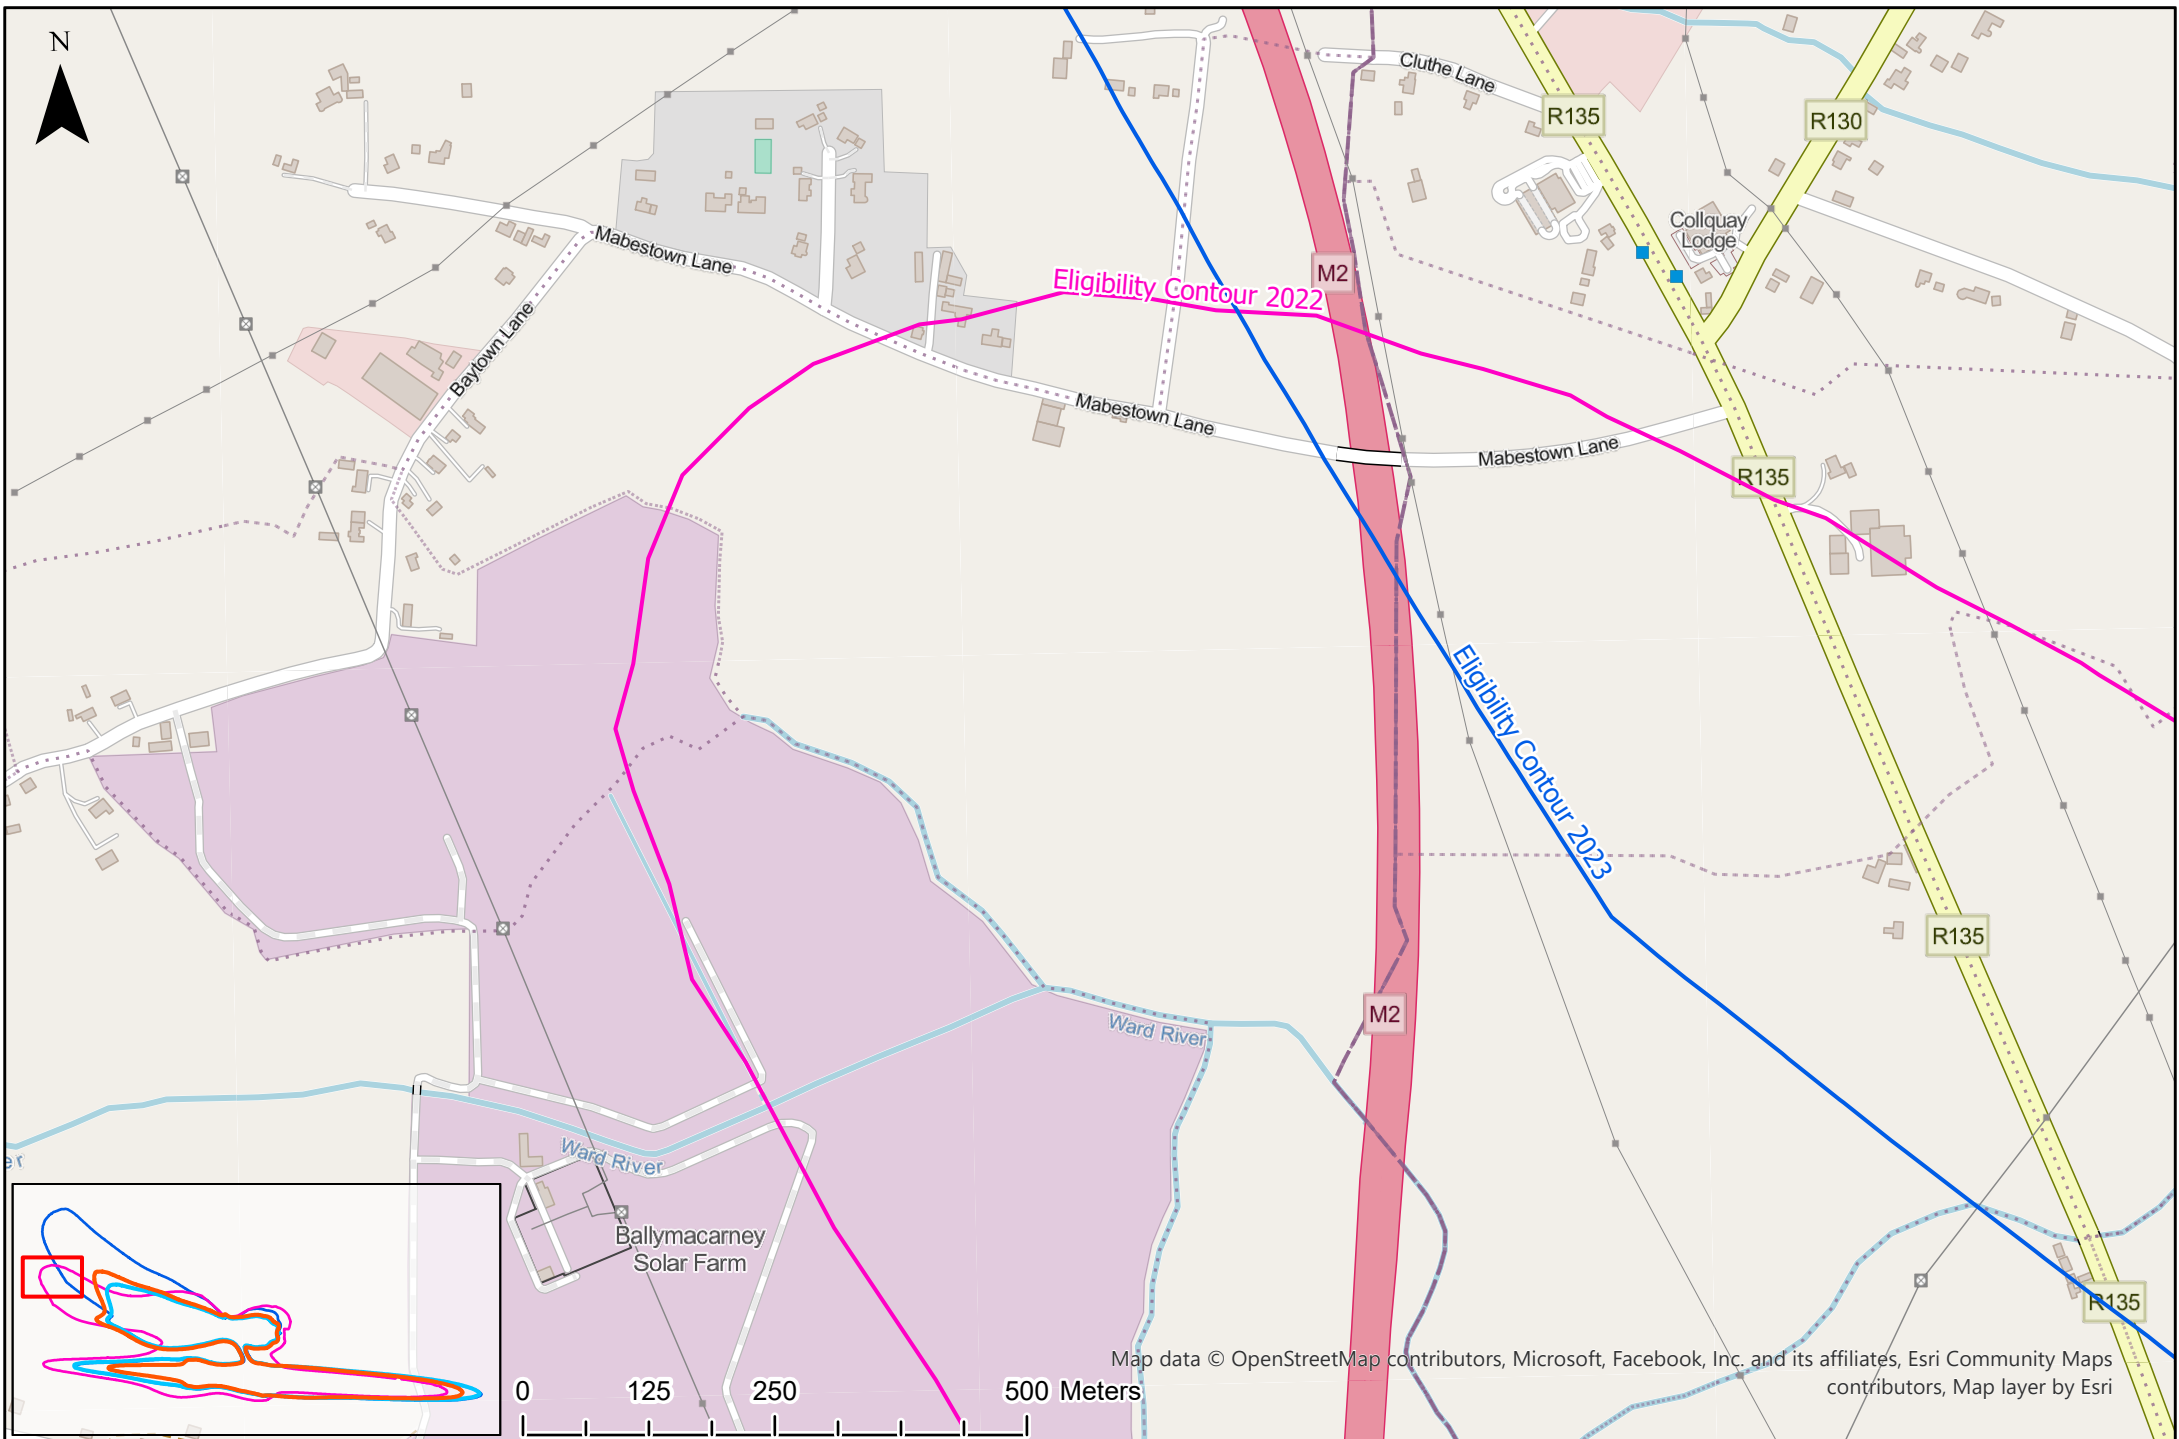 N
Cluthe Lane
R135
R130
Collquay
Lodge
Mabestown Lane
M2
Eligibility Contour 2022
Baytown Lane
Mabestown Lane
Mabestown Lane
R135
Eligibility Contour 2023
R135
M2
Ward River
Ward River
er
Ballymacarney
Solar Farm
R135
Map data © OpenStreetMap contributors, Microsoft, Facebook, Inc. and its affiliates, Esri Community Maps
contributors, Map layer by Esri
0 125 250 500 Meters